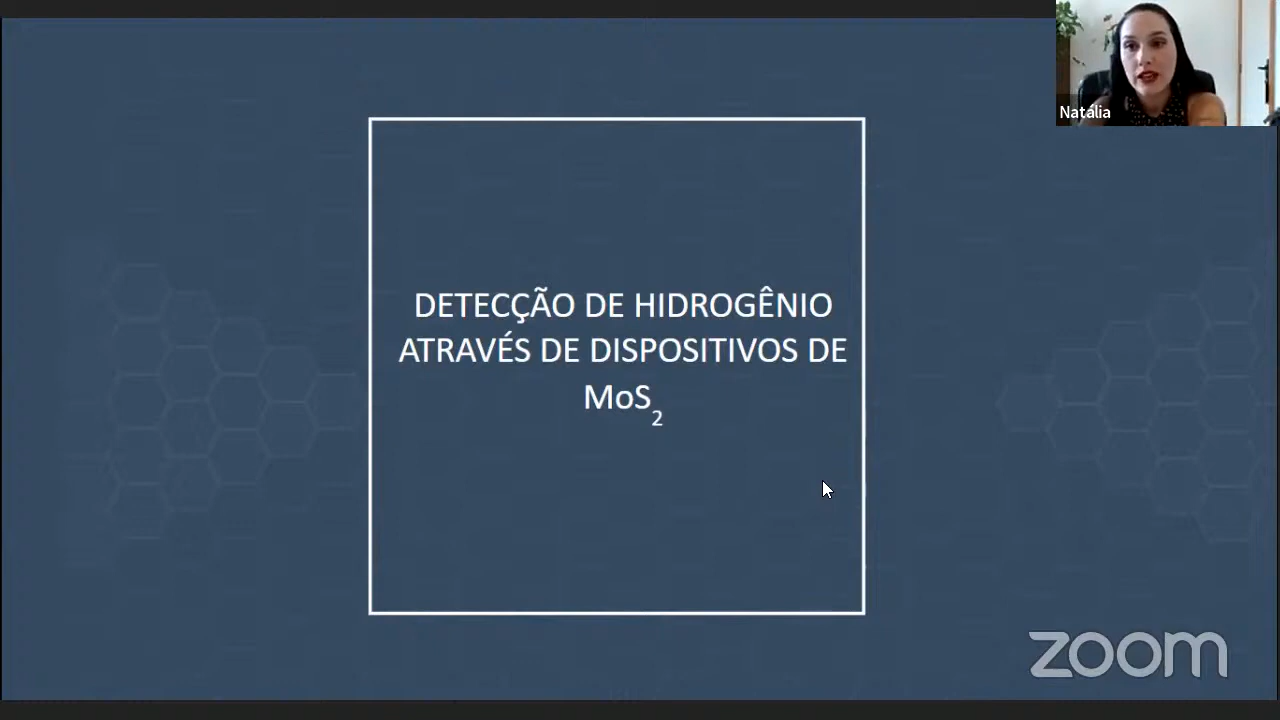 Natália
DETECÇÃO DE HIDROGÊNIO
ATRAVÉS DE DISPOSITIVOS DE
MoS₂
zoom